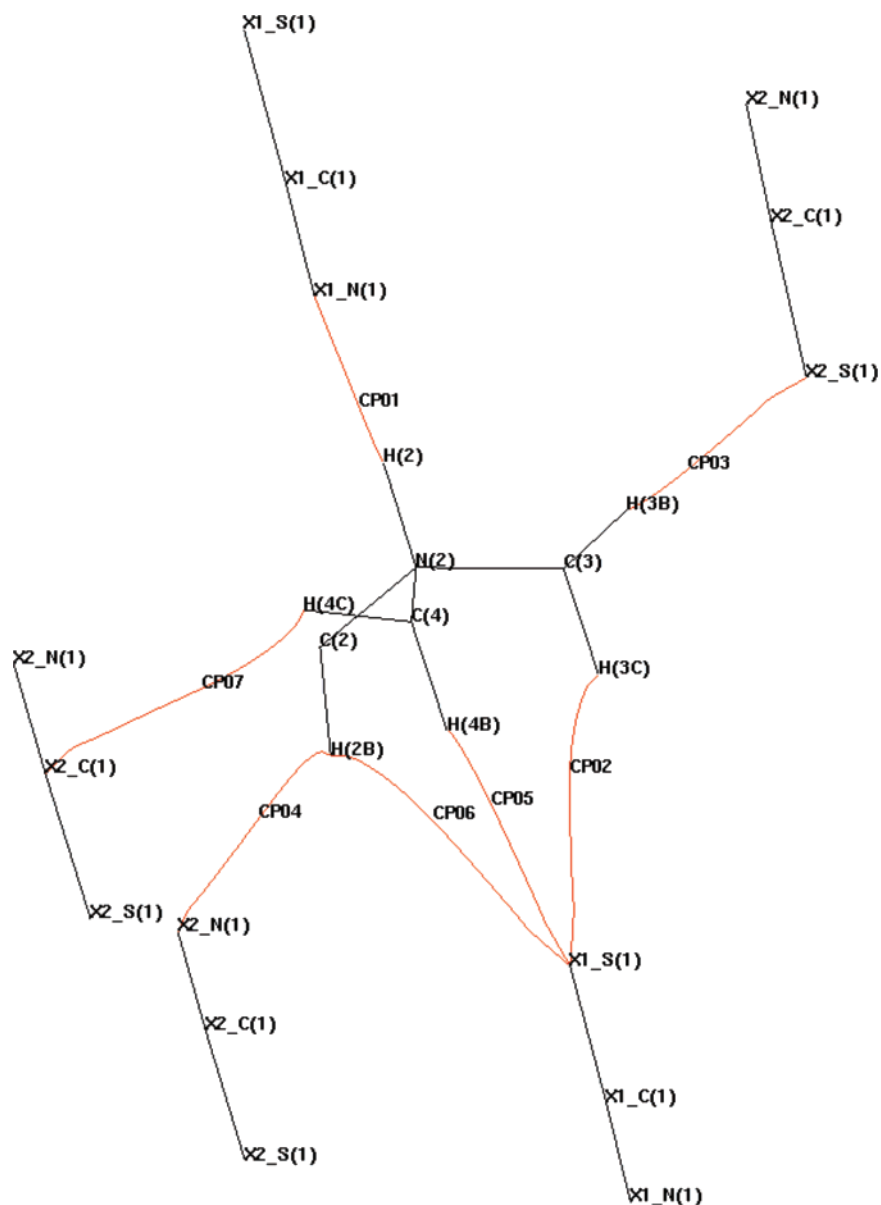 X1_S(1)
X2_N(1)
X1_C(1)
X2_C(1)
X1_N(1)
X2_S(1)
CP01
H(2)
CP03
H(3B)
N(2)
C(3)
H(4C)
C(4)
C(2)
X2_N(1)
H(3C)
CP07
H(4B)
H(2B)
X2_C(1)
CP02
CP05
CP04
CP06
X2_S(1)
X2_N(1)
X1_S(1)
X2_C(1)
X1_C(1)
X2_S(1)
X1_N(1)